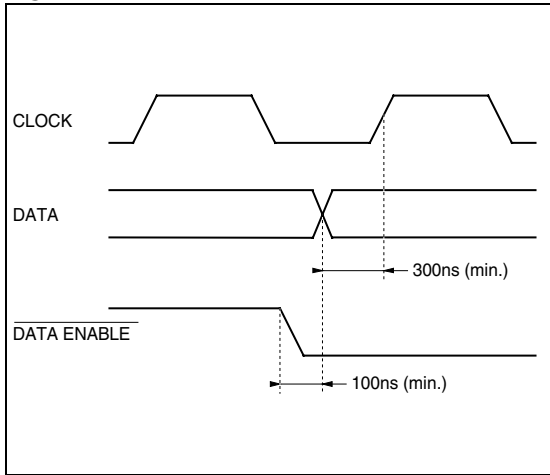 CLOCK
DATA
300ns (min.)
DATA ENABLE
100ns (min.)